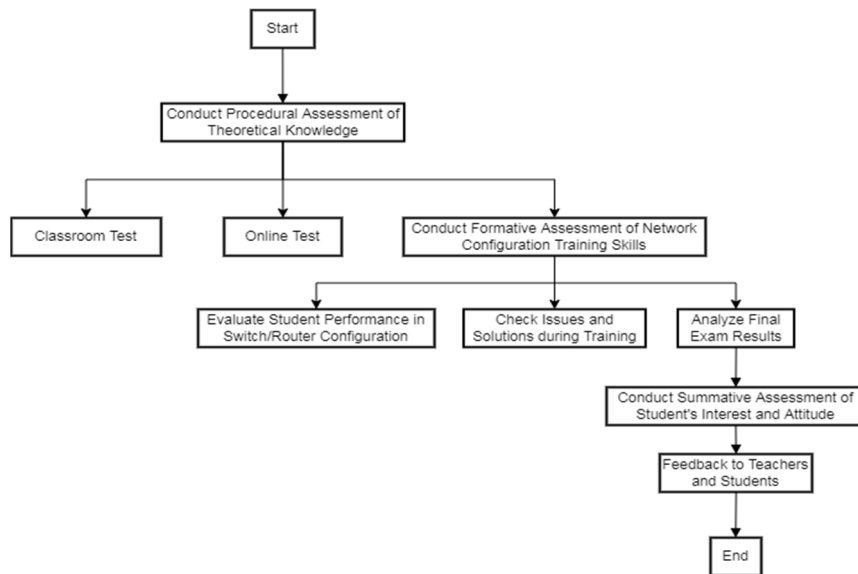 Start
Conduct Procedural Assessment of
Theoretical Knowledge
Classroom Test
Online Test
Conduct Formative Assessment of Network
Configuration Training Skills
Evaluate Student Performance in
Switch/Router Configuration
Check Issues and
Solutions during Training
Analyze Final
Exam Results
Conduct Summative Assessment of
Student's Interest and Attitude
Feedback to Teachers
and Students
End